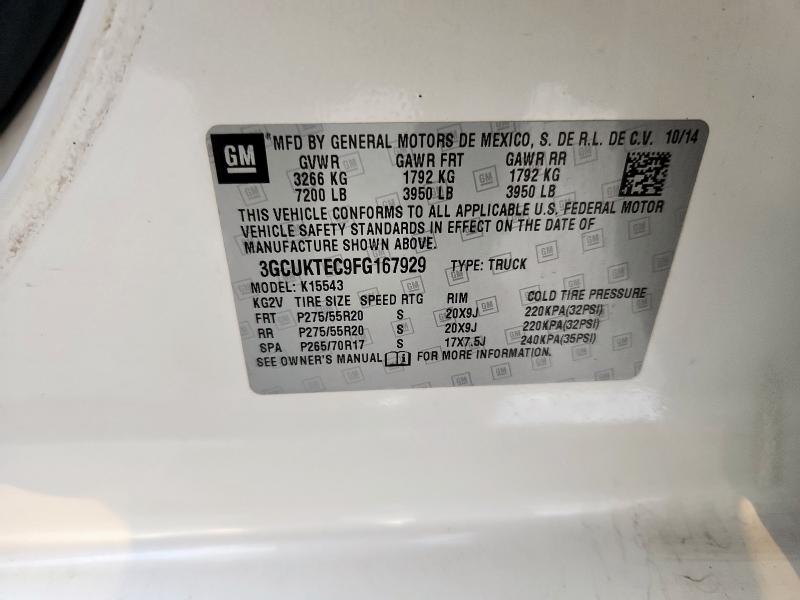 GM
MFD BY GENERAL MOTORS DE MEXICO, S. DE R.L. DE C.V. 10/14
GVWR GAWR FRT GAWR RR
3266 KG 1792 KG 1792 KG
7200 LB 3950 LB 3950 LB
THIS VEHICLE CONFORMS TO ALL APPLICABLE U.S. FEDERAL MOTOR
VEHICLE SAFETY STANDARDS IN EFFECT ON THE DATE OF
MANUFACTURE SHOWN ABOVE.
3GCUKTEC9FG167929 TYPE: TRUCK
MODEL: K15543
KG2V TIRE SIZE SPEED RTG RIM COLD TIRE PRESSURE
FRT P275/55R20 S 20X9J 220KPA(32PSI)
RR P275/55R20 S 20X9J 220KPA(32PSI)
SPA P265/70R17 S 17X7.5J 240KPA(35PSI)
SEE OWNER'S MANUAL FOR MORE INFORMATION.